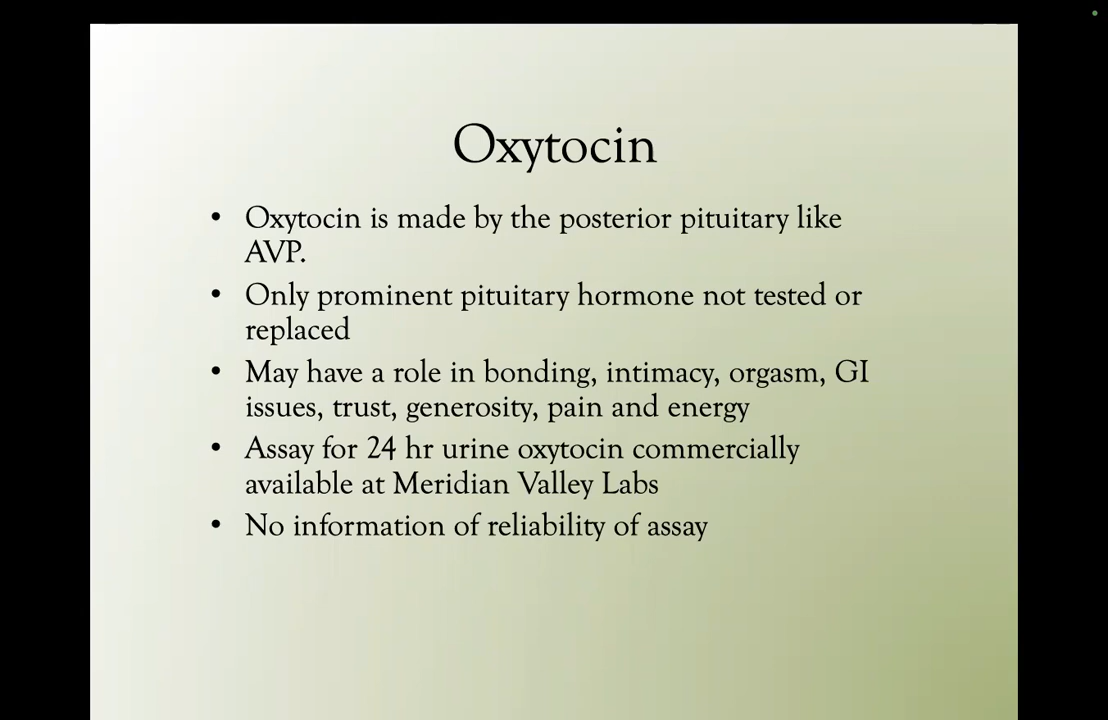 Oxytocin
• Oxytocin is made by the posterior pituitary like
AVP.
• Only prominent pituitary hormone not tested or
replaced
• May have a role in bonding, intimacy, orgasm, GI
issues, trust, generosity, pain and energy
• Assay for 24 hr urine oxytocin commercially
available at Meridian Valley Labs
• No information of reliability of assay